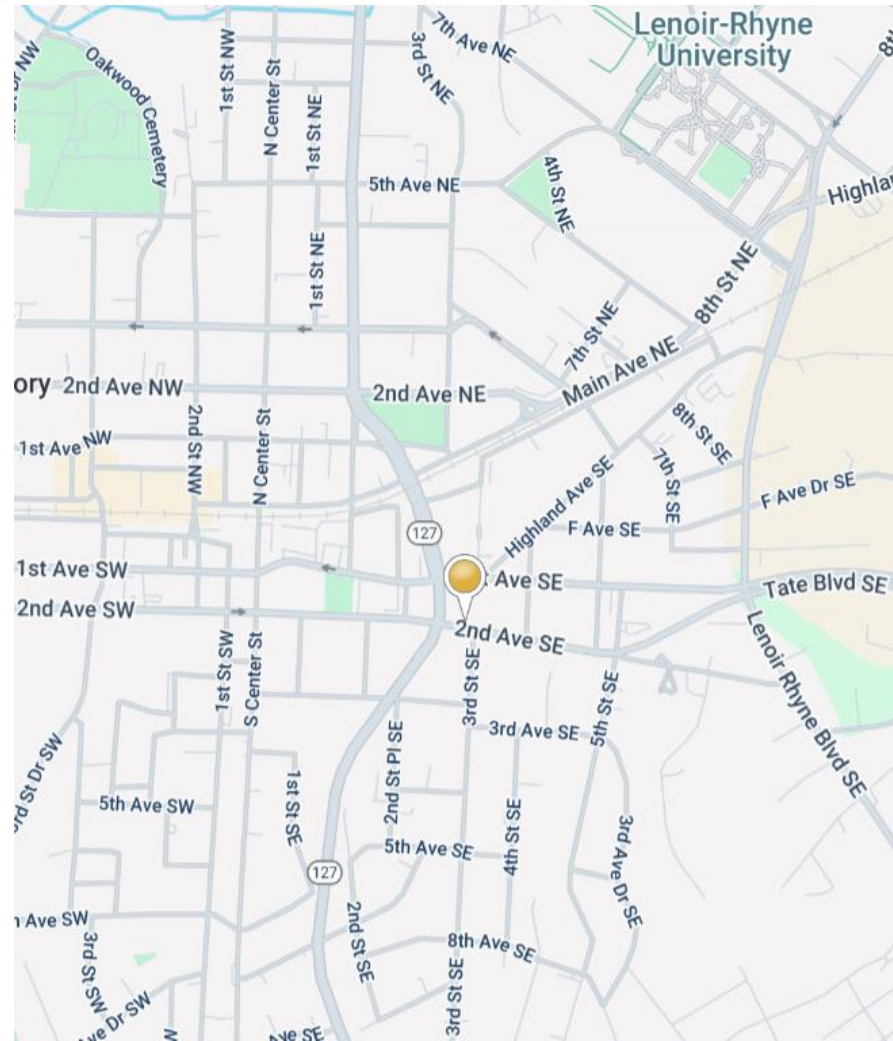 Lenoir-Rhyne
University
7th Ave NE
3rd St NE
1st St NW
N Center St
1st St NE
Oakwood Cemetery
5th Ave NE
4th St NE
8th St NE
1st St NE
7th St NE
Main Ave NE
2nd Ave NW
2nd Ave NE
2nd St NW
N Center St
1st Ave NW
8th St SE
7th St SE
Highland Ave SE
F Ave Dr SE
F Ave SE
127
1st Ave SW
Ave SE
Tate Blvd SE
2nd Ave SW
2nd Ave SE
Lenoir Rhyne Blvd SE
1st St SW
S Center St
3rd St SE
5th St SE
3rd Ave SE
2nd St Pl SE
1st St SE
5th Ave SW
4th St SE
3rd Ave Dr SE
5th Ave SE
127
Ave SW
2nd St SE
8th Ave SE
3rd St SW
3rd St SE
Ave Dr SW
Ave SE